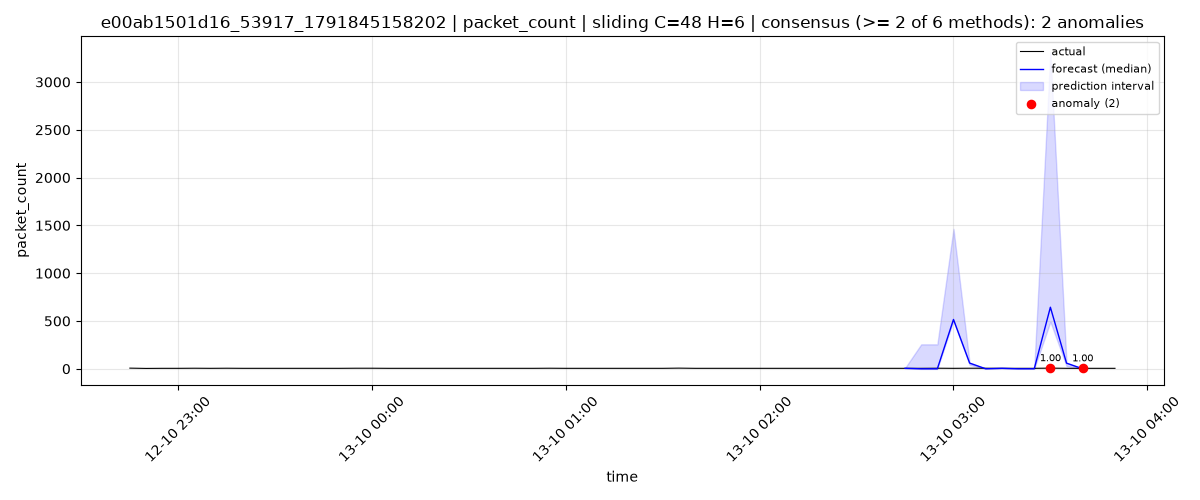 e00ab1501d16_53917_1791845158202 | packet_count | sliding C=48 H=6 | consensus (>= 2 of 6 methods): 2 anomalies
packet_count
3000
2500
2000
1500
1000
500
0
actual
forecast (median)
prediction interval
anomaly (2)
1.00
1.00
12-10 23:00
13-10 00:00
13-10 01:00
13-10 02:00
13-10 03:00
13-10 04:00
time